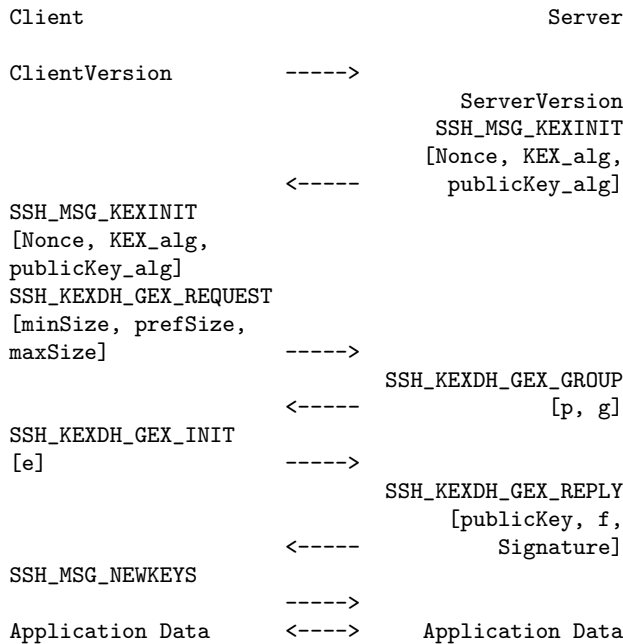 Client Server
ClientVersion ----->
ServerVersion
SSH_MSG_KEXINIT
[Nonce, KEX_alg,
<----- publicKey_alg]
SSH_MSG_KEXINIT
[Nonce, KEX_alg,
publicKey_alg]
SSH_KEXDH_GEX_REQUEST
[minSize, prefSize,
maxSize] ----->
SSH_KEXDH_GEX_GROUP
<----- [p, g]
SSH_KEXDH_GEX_INIT
[e] ----->
SSH_KEXDH_GEX_REPLY
[publicKey, f,
<----- Signature]
SSH_MSG_NEWKEYS
----->
Application Data <----> Application Data